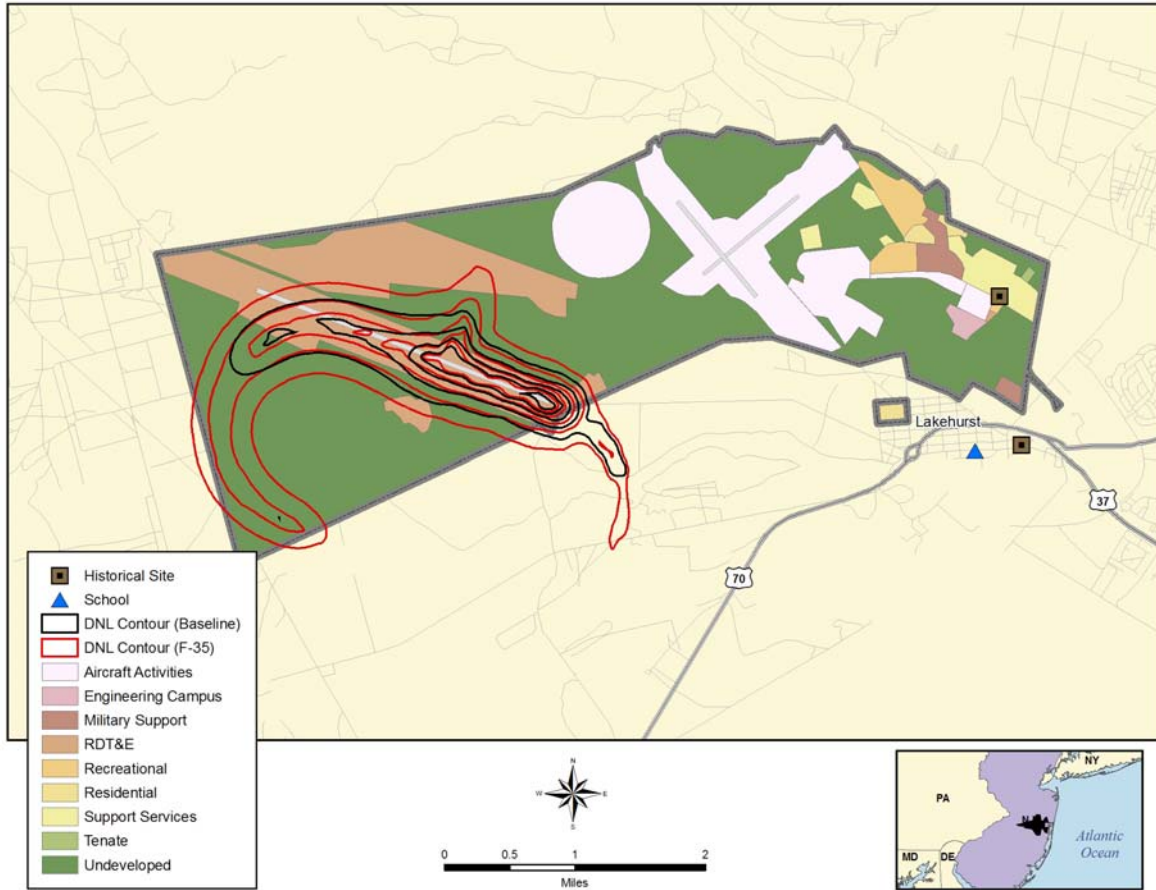 Lakehurst
37
70
Historical Site
School
DNL Contour (Baseline)
DNL Contour (F-35)
Aircraft Activities
Engineering Campus
Military Support
RDT&E
Recreational
Residential
Support Services
Tenate
Undeveloped
N
W E
S
0 0.5 1 2
Miles
NY
PA
MD
DE
Atlantic
Ocean